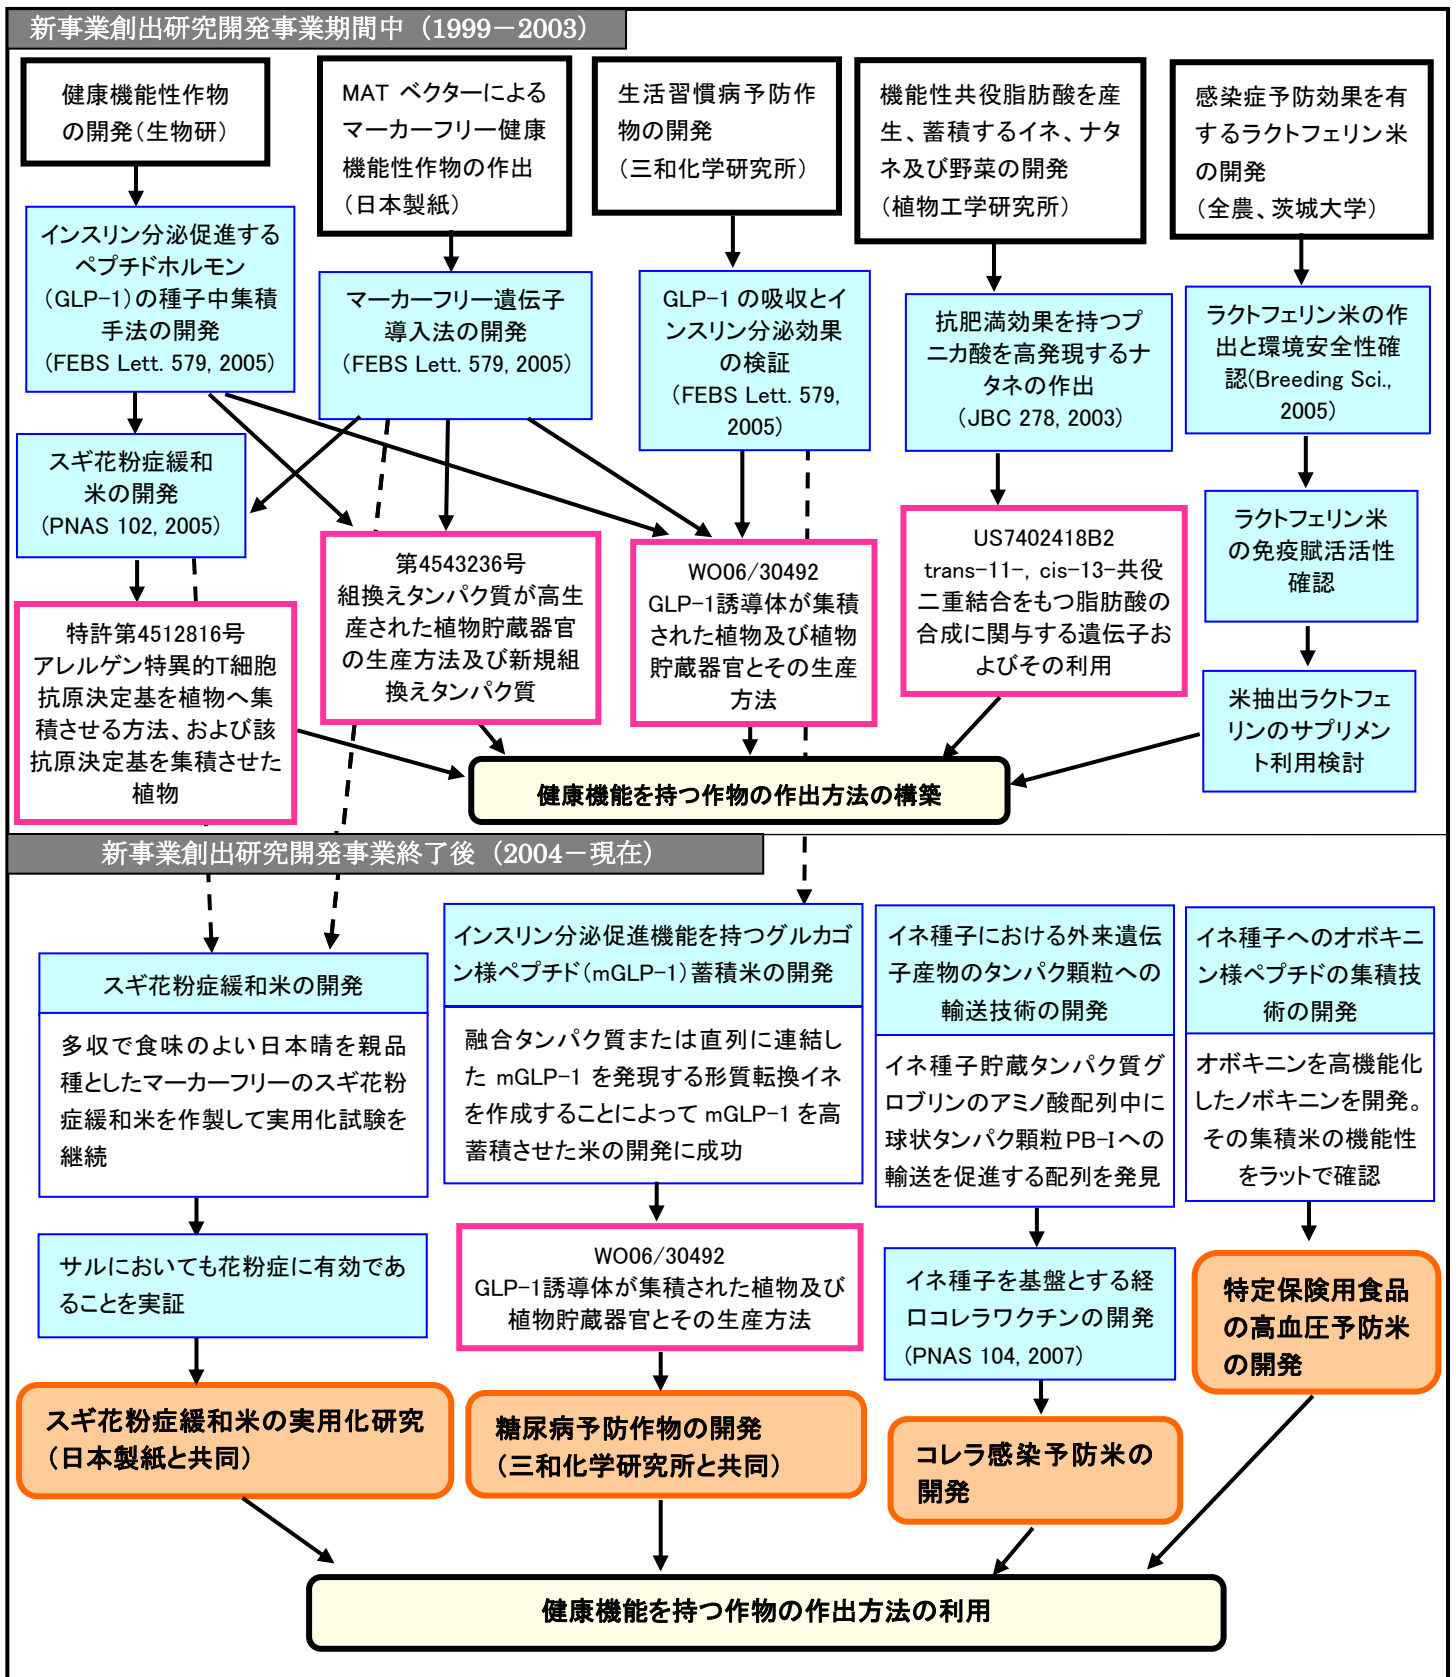 新事業創出研究開発事業期間中（1999－2003）
健康機能性作物
の開発（生物研）
MAT ベクターによる
マーカーフリー健康
機能性作物の作出
（日本製紙）
生活習慣病予防作
物の開発
（三和化学研究所）
機能性共役脂肪酸を産
生、蓄積するイネ、ナタ
ネ及び野菜の開発
（植物工学研究所）
感染症予防効果を有
するラクトフェリン米
の開発
（全農、茨城大学）
インスリン分泌促進する
ペプチドホルモン
（GLP-1）の種子中集積
手法の開発
(FEBS Lett. 579, 2005)
マーカーフリー遺伝子
導入法の開発
(FEBS Lett. 579, 2005)
GLP-1 の吸収とイ
ンスリン分泌効果
の検証
(FEBS Lett. 579,
2005)
抗肥満効果を持つプ
ニカ酸を高発現するナ
タネの作出
(JBC 278, 2003)
ラクトフェリン米の作
出と環境安全性確
認(Breeding Sci.,
2005)
スギ花粉症緩和
米の開発
(PNAS 102, 2005)
ラクトフェリン米
の免疫賦活活性
確認
特許第4512816号
アレルゲン特異的T細胞
抗原決定基を植物へ集
積させる方法、および該
抗原決定基を集積させた
植物
第4543236号
組換えタンパク質が高生
産された植物貯蔵器官
の生産方法及び新規組
換えタンパク質
WO06/30492
GLP-1誘導体が集積
された植物及び植物
貯蔵器官とその生産
方法
US7402418B2
trans-11-, cis-13-共役
二重結合をもつ脂肪酸の
合成に関与する遺伝子お
よびその利用
米抽出ラクトフェ
リンのサプリメン
ト利用検討
健康機能を持つ作物の作出方法の構築
新事業創出研究開発事業終了後（2004－現在）
スギ花粉症緩和米の開発
多収で食味のよい日本晴を親品
種としたマーカーフリーのスギ花粉
症緩和米を作製して実用化試験を
継続
インスリン分泌促進機能を持つグルカゴ
ン様ペプチド（mGLP-1）蓄積米の開発
融合タンパク質または直列に連結し
た mGLP-1 を発現する形質転換イネ
を作成することによって mGLP-1 を高
蓄積させた米の開発に成功
イネ種子における外来遺伝
子産物のタンパク顆粒への
輸送技術の開発
イネ種子貯蔵タンパク質グ
ロブリンのアミノ酸配列中に
球状タンパク顆粒PB-Iへの
輸送を促進する配列を発見
イネ種子へのオボキニ
ン様ペプチドの集積技
術の開発
オボキニンを高機能化
したノボキニンを開発。
その集積米の機能性
をラットで確認
サルにおいても花粉症に有効であ
ることを実証
WO06/30492
GLP-1誘導体が集積された植物及び
植物貯蔵器官とその生産方法
イネ種子を基盤とする経
口コレラワクチンの開発
(PNAS 104, 2007)
特定保険用食品
の高血圧予防米
の開発
スギ花粉症緩和米の実用化研究
（日本製紙と共同）
糖尿病予防作物の開発
（三和化学研究所と共同）
コレラ感染予防米の
開発
健康機能を持つ作物の作出方法の利用